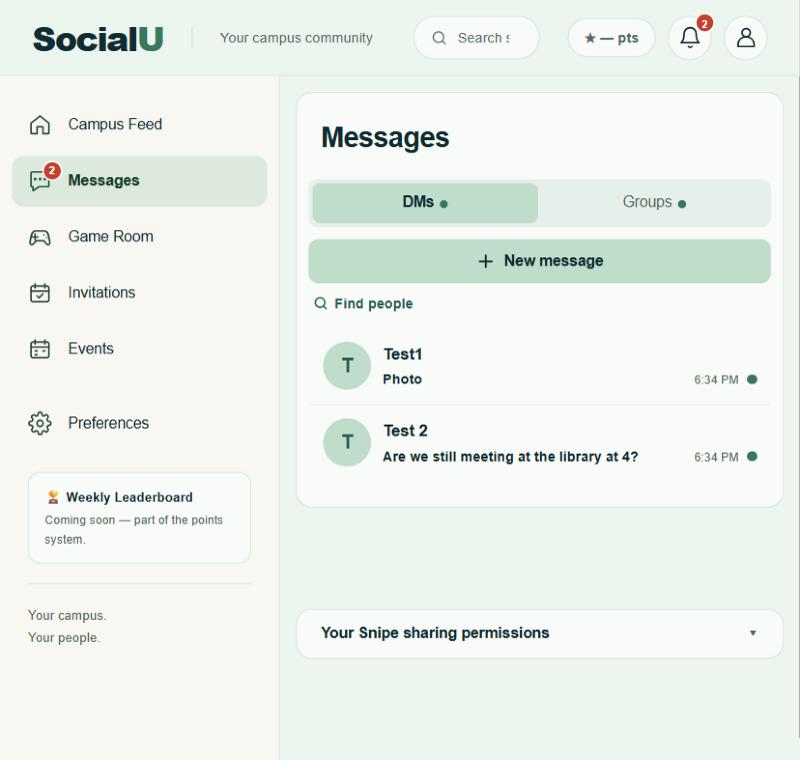 SocialU
Your campus community
Search s
★ — pts
2
Campus Feed
2
Messages
Game Room
Invitations
Events
Preferences
Weekly Leaderboard
Coming soon — part of the points
system.
Your campus.
Your people.
Messages
DMs
Groups
+ New message
Find people
T
Test1
Photo
6:34 PM
T
Test 2
Are we still meeting at the library at 4?
6:34 PM
Your Snipe sharing permissions